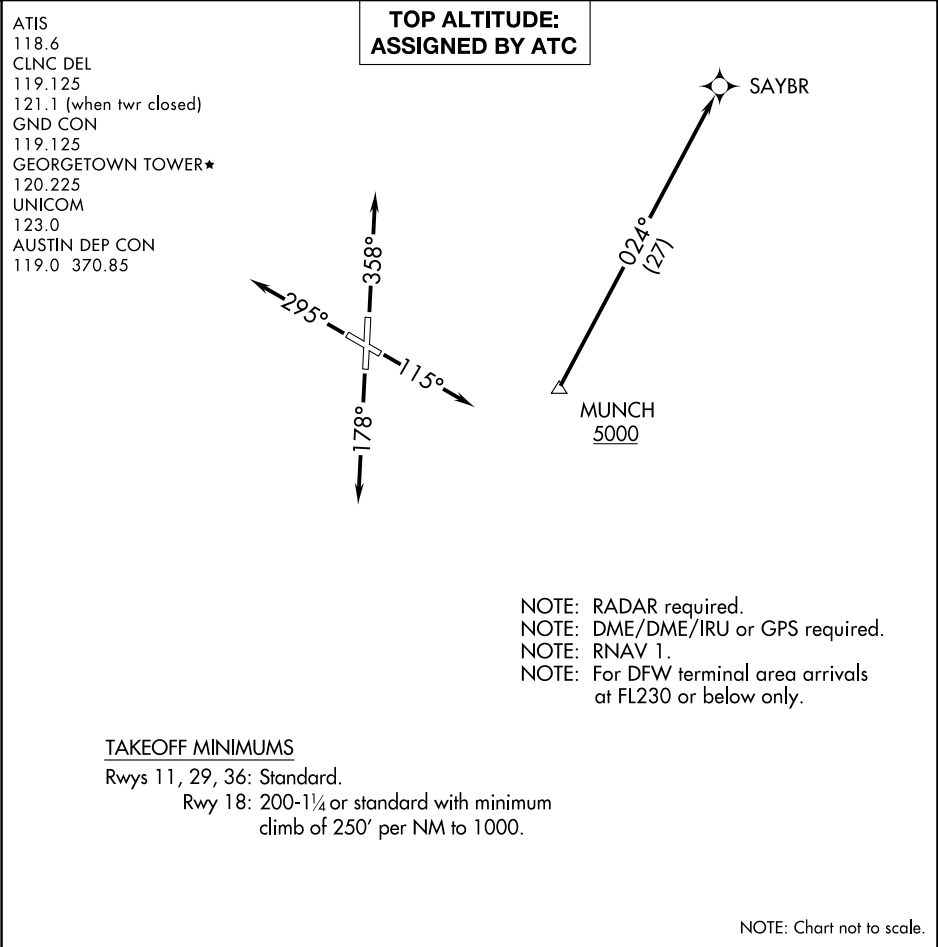 ATIS
118.6
CLNC DEL
119.125
121.1 (when twr closed)
GND CON
119.125
GEORGETOWN TOWER★
120.225
UNICOM
123.0
AUSTIN DEP CON
119.0 370.85
TOP ALTITUDE:
ASSIGNED BY ATC
SAYBR
024°
(27)
MUNCH
5000
358°
295°
115°
178°
NOTE: RADAR required.
NOTE: DME/DME/IRU or GPS required.
NOTE: RNAV 1.
NOTE: For DFW terminal area arrivals
at FL230 or below only.
TAKEOFF MINIMUMS
Rwys 11, 29, 36: Standard.
Rwy 18: 200-1¼ or standard with minimum
climb of 250' per NM to 1000.
NOTE: Chart not to scale.